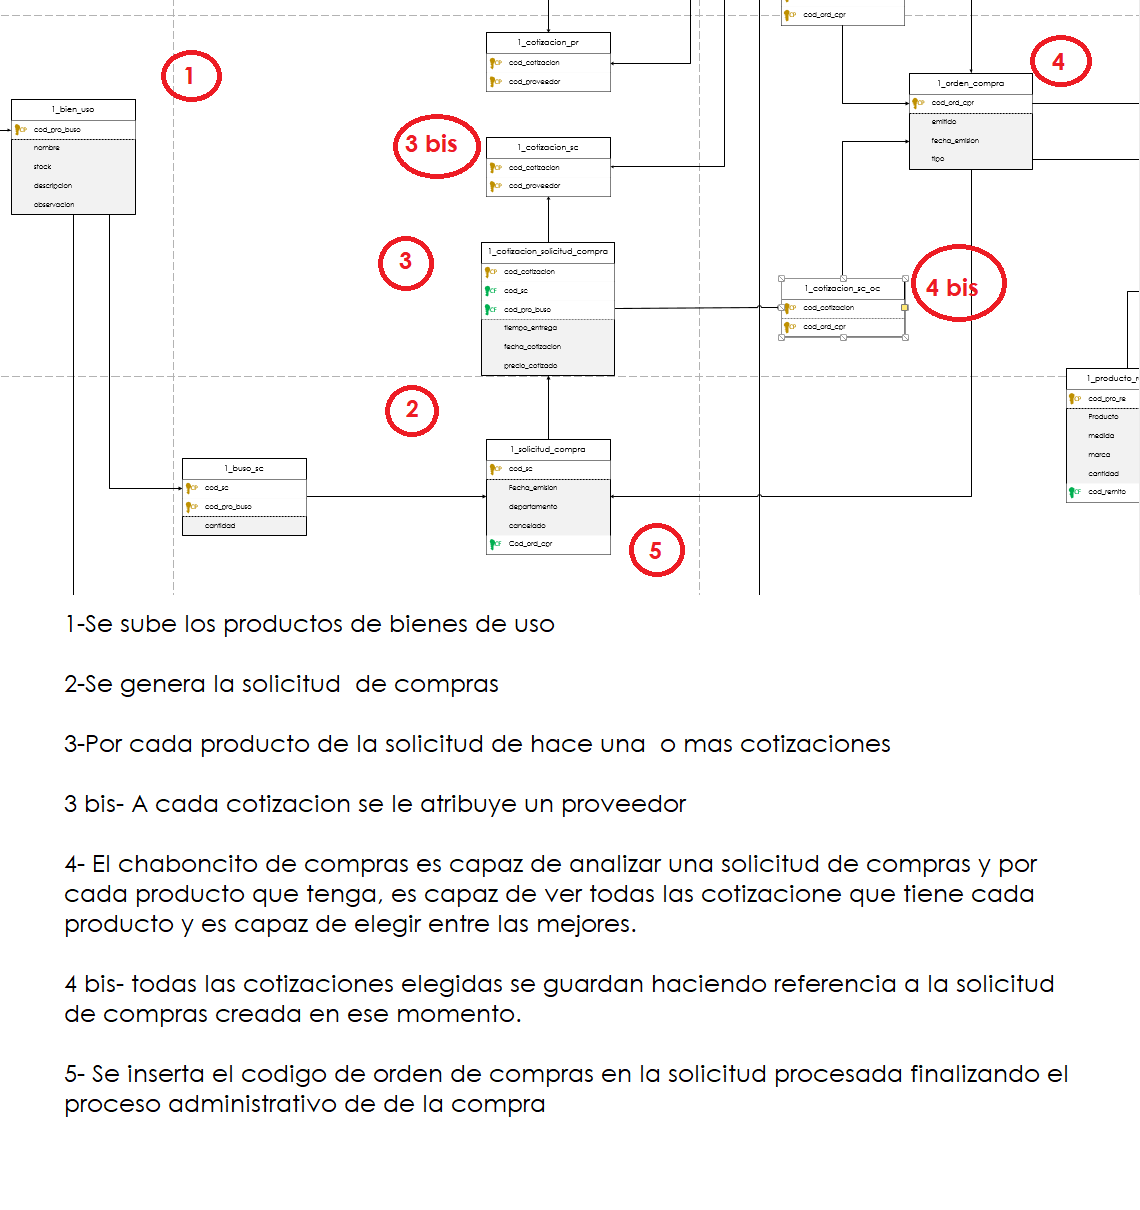 cod_ord_cpr
1_cotizacion_pr
cod_cotizacion
cod_proveedor
1
4
1_orden_compra
cod_ord_cpr
emitido
fecha_emision
tipo
1_bien_uso
cod_pro_buso
nombre
stock
descripcion
observacion
3 bis
1_cotizacion_sc
cod_cotizacion
cod_proveedor
3
1_cotizacion_solicitud_compra
cod_cotizacion
cod_sc
cod_pro_buso
tiempo_entrega
fecha_cotizacion
precio_cotizado
1_cotizacion_sc_oc
cod_cotizacion
cod_ord_cpr
4 bis
2
1_producto_r
cod_pro_re
Producto
medida
marca
cantidad
cod_remito
1_buso_sc
cod_sc
cod_pro_buso
cantidad
1_solicitud_compra
cod_sc
Fecha_emision
departamento
cancelado
Cod_ord_cpr
5
1-Se sube los productos de bienes de uso
2-Se genera la solicitud de compras
3-Por cada producto de la solicitud de hace una o mas cotizaciones
3 bis- A cada cotizacion se le atribuye un proveedor
4- El chaboncito de compras es capaz de analizar una solicitud de compras y por
cada producto que tenga, es capaz de ver todas las cotizacione que tiene cada
producto y es capaz de elegir entre las mejores.
4 bis- todas las cotizaciones elegidas se guardan haciendo referencia a la solicitud
de compras creada en ese momento.
5- Se inserta el codigo de orden de compras en la solicitud procesada finalizando el
proceso administrativo de de la compra